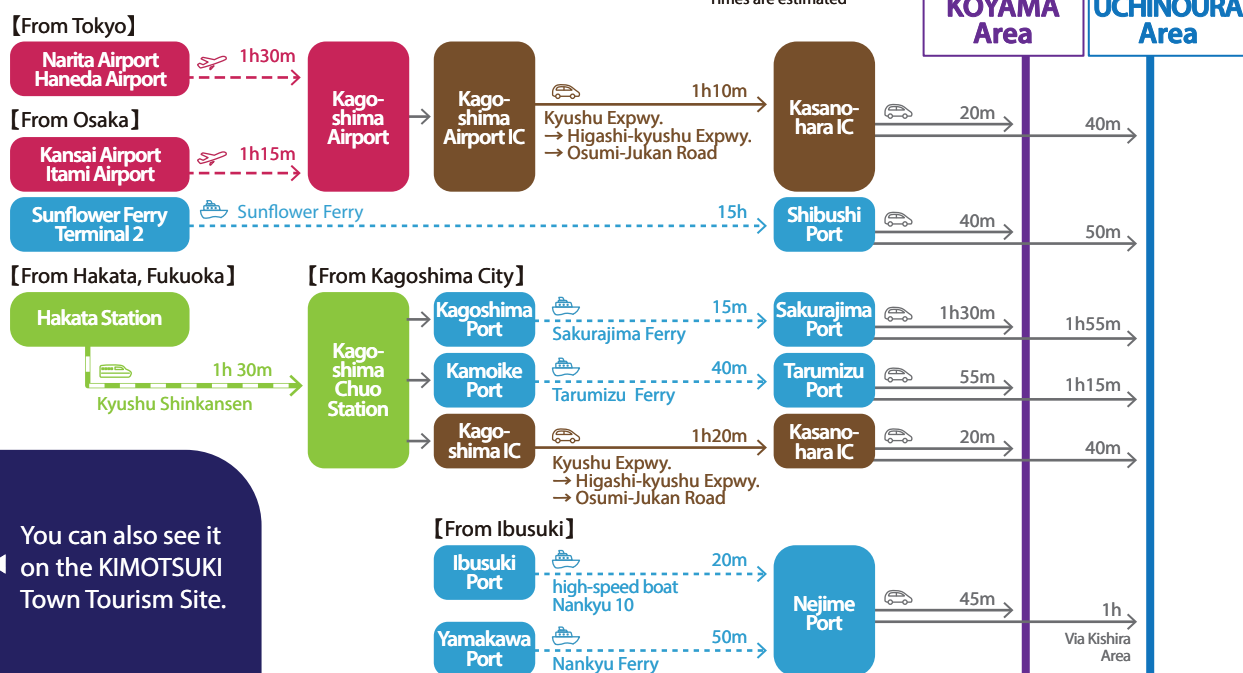 Times are estimated
KOYAMA
Area
UCHINOURA
Area
【From Tokyo】
Narita Airport
Haneda Airport
1h30m
【From Osaka】
Kansai Airport
Itami Airport
1h15m
Kago-
shima
Airport
Kago-
shima
Airport IC
1h10m
Kyushu Expwy.
→ Higashi-kyushu Expwy.
→ Osumi-Jukan Road
Kasano-
hara IC
20m
40m
Sunflower Ferry
Terminal 2
Sunflower Ferry
15h
Shibushi
Port
40m
50m
【From Hakata, Fukuoka】
Hakata Station
1h 30m
Kyushu Shinkansen
【From Kagoshima City】
Kago-
shima
Chuo
Station
Kagoshima
Port
15m
Sakurajima Ferry
Sakurajima
Port
1h30m
1h55m
Kamoike
Port
40m
Tarumizu Ferry
Tarumizu
Port
55m
1h15m
Kago-
shima IC
1h20m
Kyushu Expwy.
→ Higashi-kyushu Expwy.
→ Osumi-Jukan Road
Kasano-
hara IC
20m
40m
【From Ibusuki】
Ibusuki
Port
20m
high-speed boat
Nankyu 10
Yamakawa
Port
50m
Nankyu Ferry
Nejime
Port
45m
1h
Via Kishira
Area
You can also see it
on the KIMOTSUKI
Town Tourism Site.